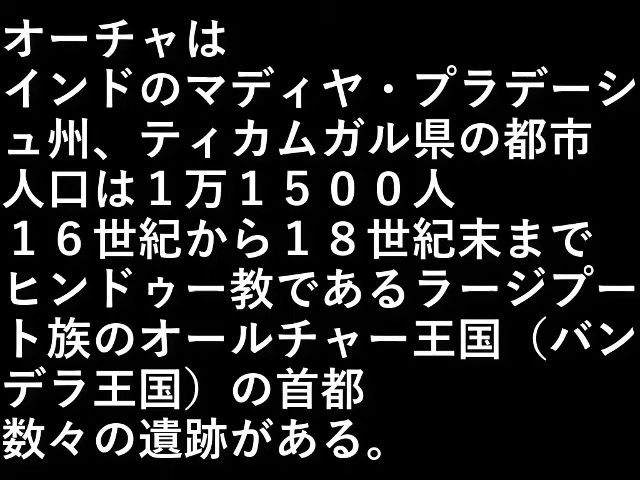 オーチャは
インドのマディヤ・プラデーシ
ュ州、ティカムガル県の都市
人口は１万１５００人
１６世紀から１８世紀末まで
ヒンドゥー教であるラージプー
ト族のオールチャー王国（バン
デラ王国）の首都
数々の遺跡がある。